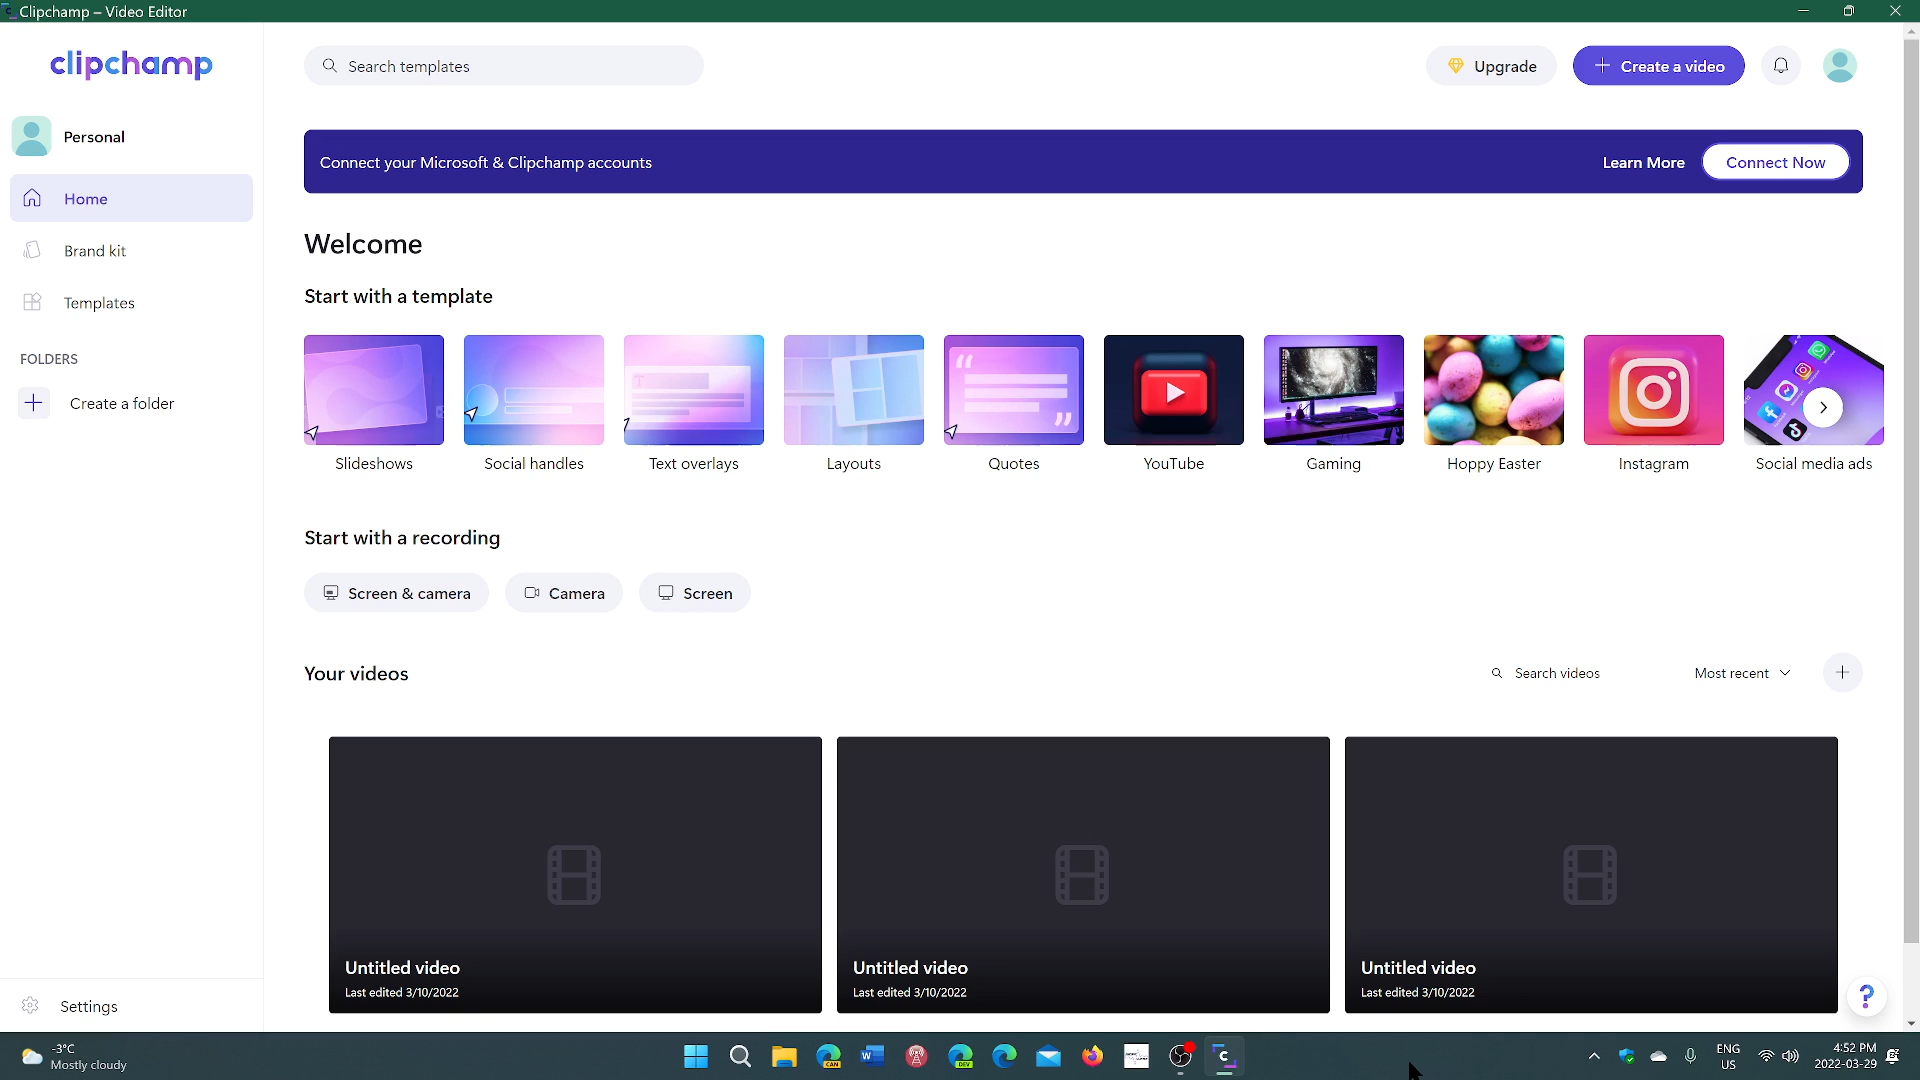 Clipchamp – Video Editor
clipchamp
Search templates
Upgrade
Create a video
Personal
Connect your Microsoft & Clipchamp accounts
Learn More
Connect Now
Home
Brand kit
Templates
FOLDERS
Create a folder
Welcome
Start with a template
Slideshows
Social handles
Text overlays
Layouts
Quotes
YouTube
Gaming
Hoppy Easter
Instagram
Social media ads
Start with a recording
Screen & camera
Camera
Screen
Your videos
Search videos
Most recent
Untitled video
Last edited 3/10/2022
Untitled video
Last edited 3/10/2022
Untitled video
Last edited 3/10/2022
Settings
-3°C
Mostly cloudy
CAN
DEV
ENG
US
4:52 PM
2022-03-29